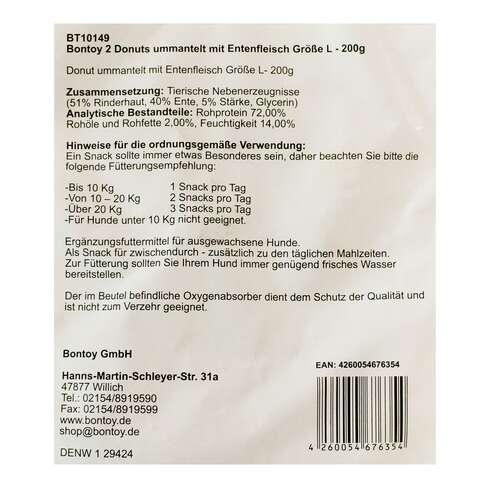 BT10149
Bontoy 2 Donuts ummantelt mit Entenfleisch Größe L - 200g
Donut ummantelt mit Entenfleisch Größe L- 200g
Zusammensetzung: Tierische Nebenerzeugnisse
(51% Rinderhaut, 40% Ente, 5% Stärke, Glycerin)
Analytische Bestandteile: Rohprotein 72,00%
Rohöle und Rohfette 2,00%, Feuchtigkeit 14,00%
Hinweise für die ordnungsgemäße Verwendung:
Ein Snack sollte immer etwas Besonderes sein, daher beachten Sie bitte die
folgende Fütterungsempfehlung:
-Bis 10 Kg 1 Snack pro Tag
-Von 10 – 20 Kg 2 Snacks pro Tag
-Über 20 Kg 3 Snacks pro Tag
-Für Hunde unter 10 Kg nicht geeignet.
Ergänzungsfuttermittel für ausgewachsene Hunde.
Als Snack für zwischendurch - zusätzlich zu den täglichen Mahlzeiten.
Zur Fütterung sollten Sie Ihrem Hund immer genügend frisches Wasser
bereitstellen.
Der im Beutel befindliche Oxygenabsorber dient dem Schutz der Qualität und
ist nicht zum Verzehr geeignet.
Bontoy GmbH
Hanns-Martin-Schleyer-Str. 31a
47877 Willich
Tel.: 02154/8919590
Fax: 02154/8919599
www.bontoy.de
shop@bontoy.de
DENW 1 29424
EAN: 4260054676354
4 260054 676354